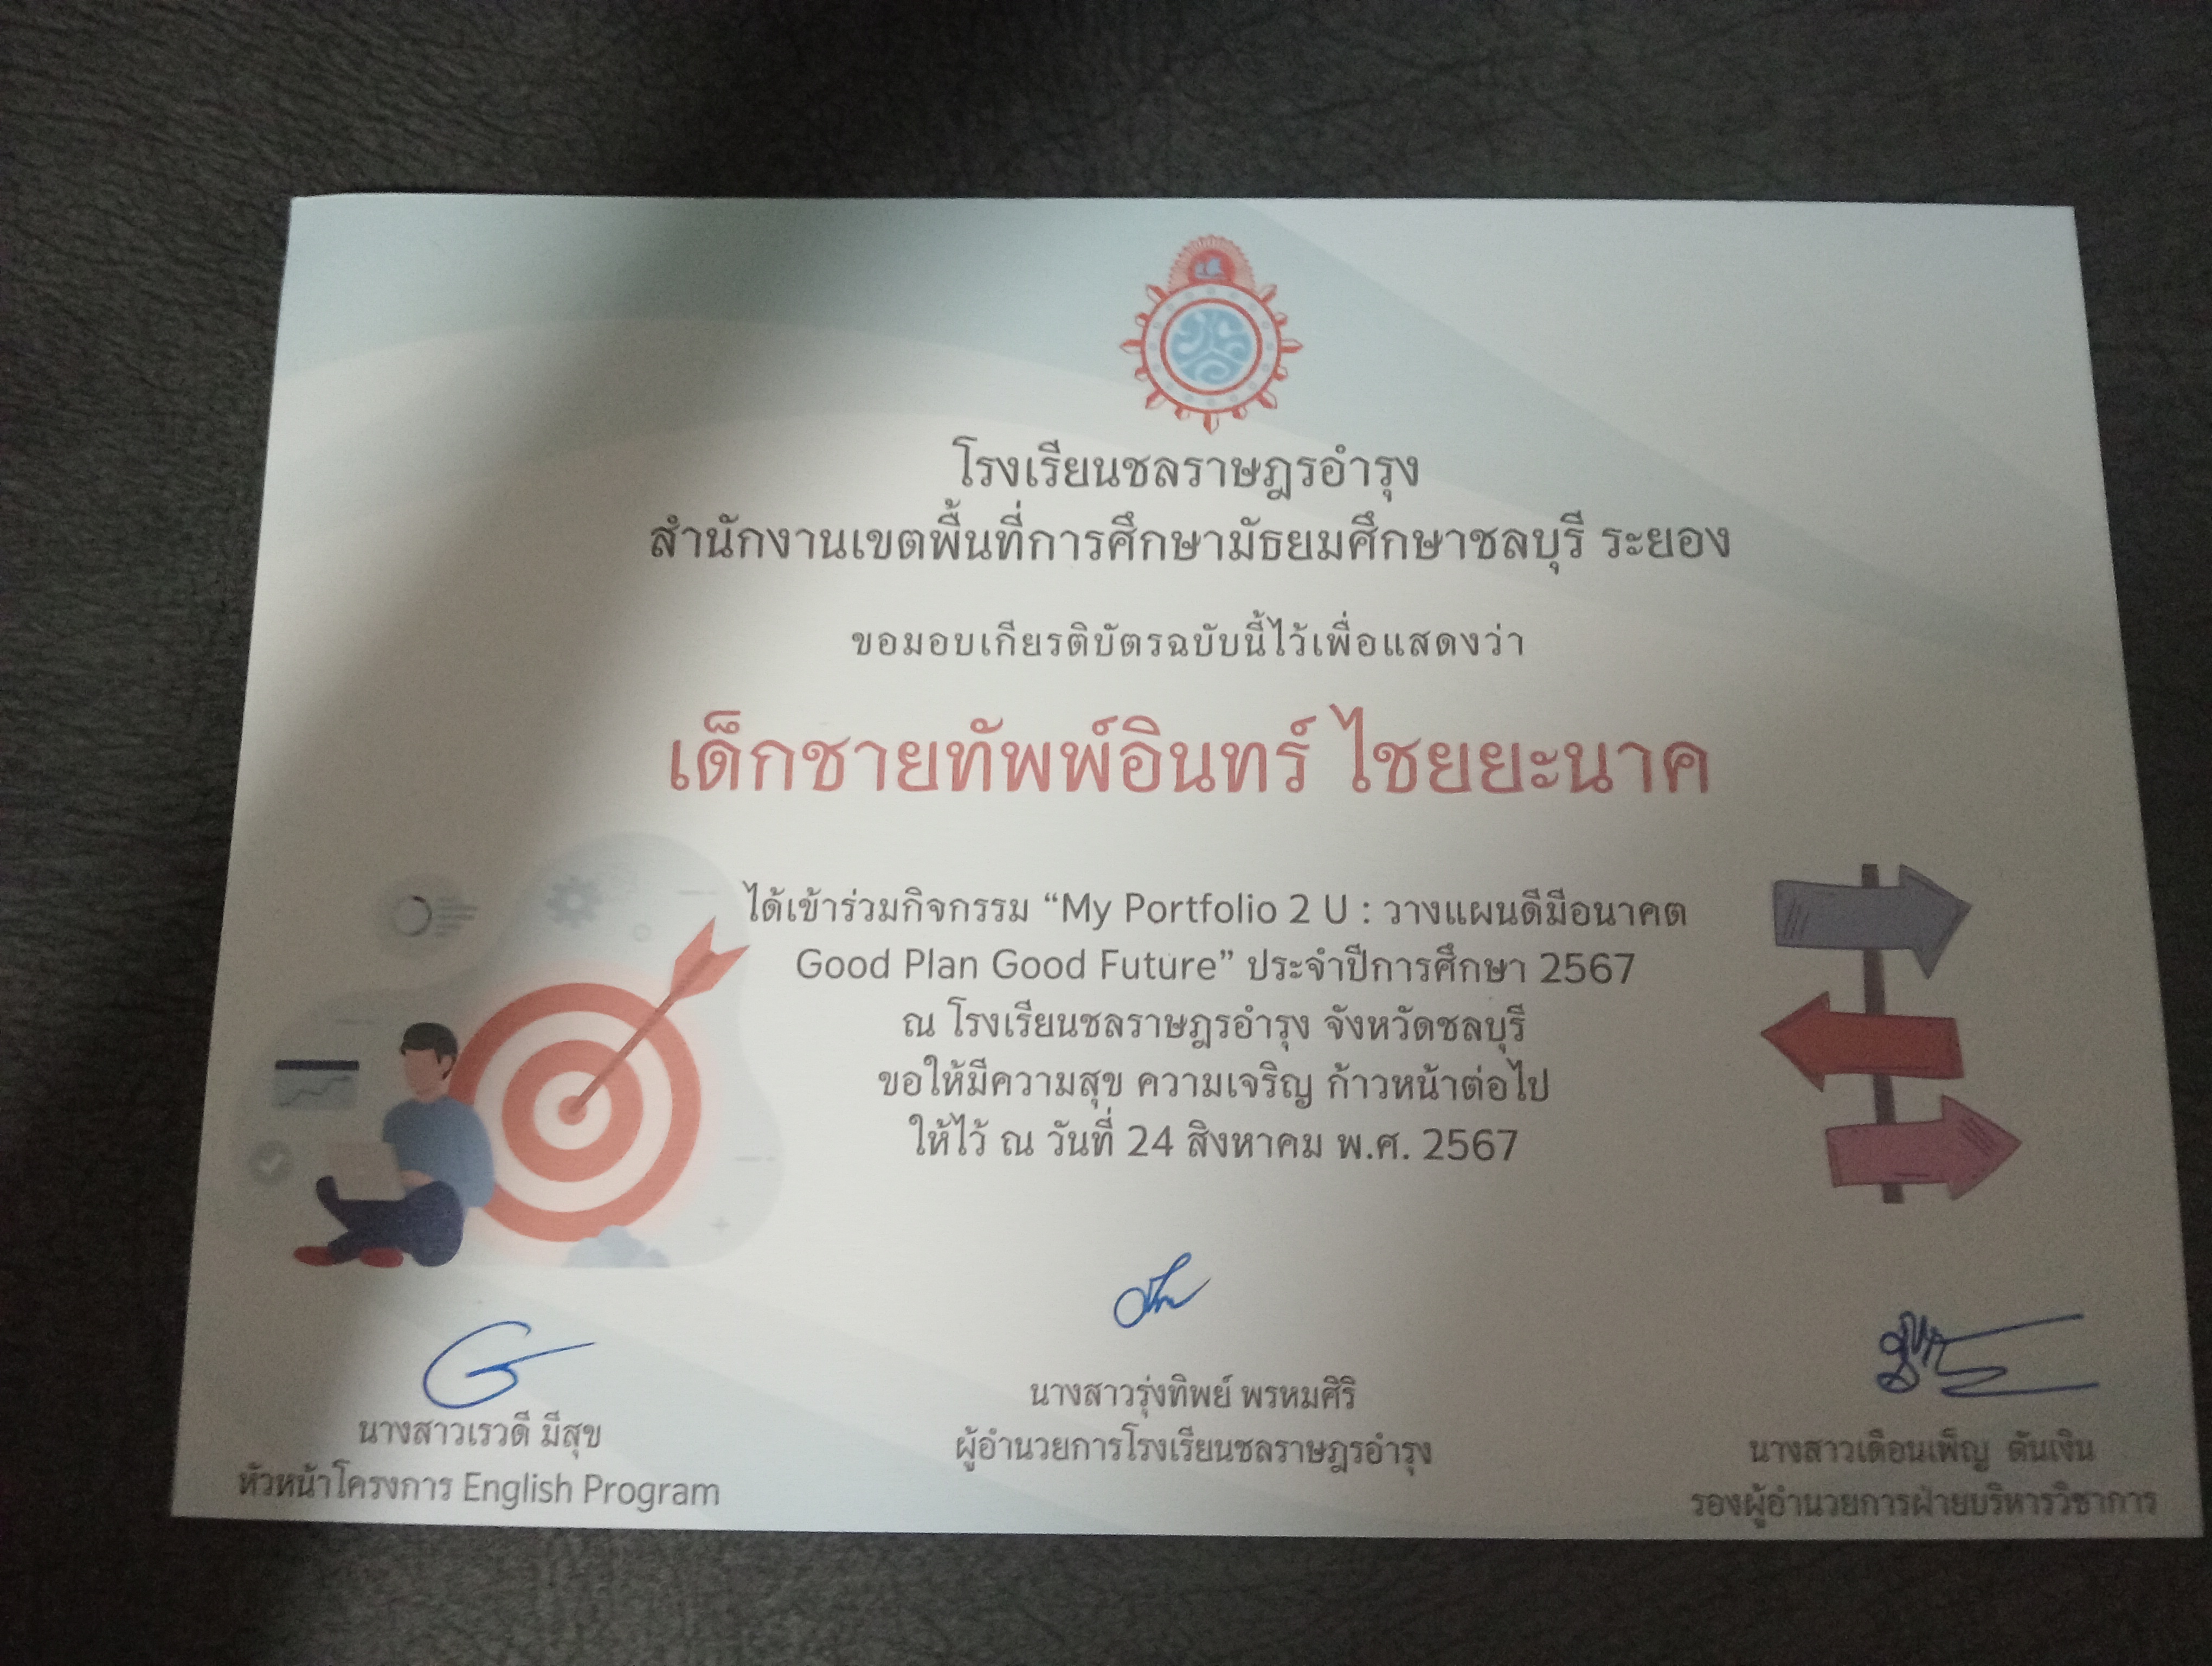 โรงเรียนชลราษฎรอำรุง
สำนักงานเขตพื้นที่การศึกษามัธยมศึกษาชลบุรี ระยอง
ขอมอบเกียรติบัตรฉบับนี้ไว้เพื่อแสดงว่า
เด็กชายทัพพ์อินทร์ ไชยยะนาค
ได้เข้าร่วมกิจกรรม “My Portfolio 2 U : วางแผนดีมีอนาคต
Good Plan Good Future” ประจำปีการศึกษา 2567
ณ โรงเรียนชลราษฎรอำรุง จังหวัดชลบุรี
ขอให้มีความสุข ความเจริญ ก้าวหน้าต่อไป
ให้ไว้ ณ วันที่ 24 สิงหาคม พ.ศ. 2567
นางสาวเรวดี มีสุข
หัวหน้าโครงการ English Program
นางสาวรุ่งทิพย์ พรหมศิริ
ผู้อำนวยการโรงเรียนชลราษฎรอำรุง
นางสาวเดือนเพ็ญ ตันเงิน
รองผู้อำนวยการฝ่ายบริหารวิชาการ